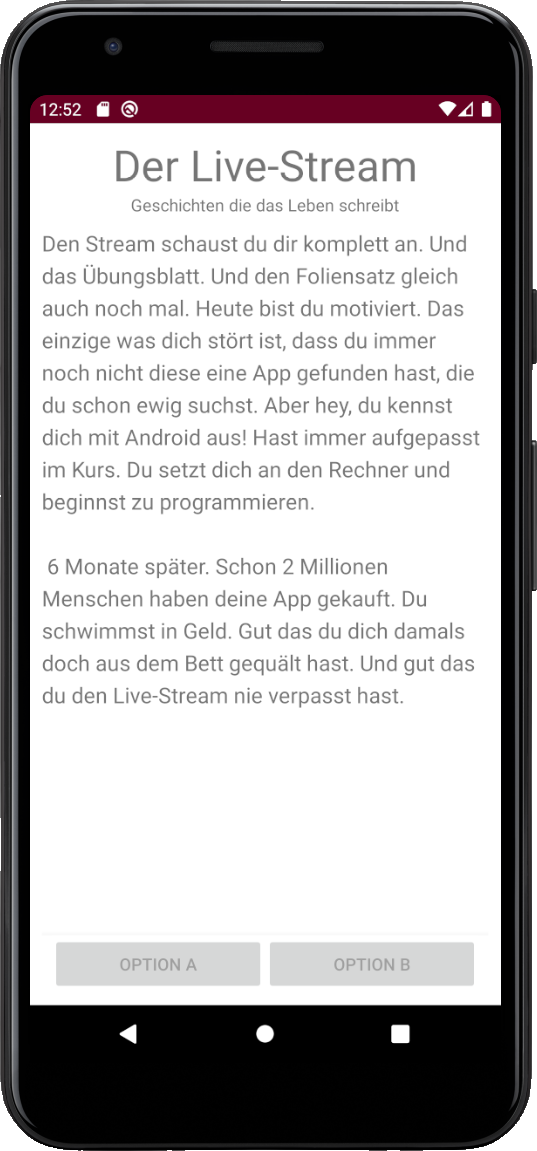 12:52
Der Live-Stream
Geschichten die das Leben schreibt
Den Stream schaust du dir komplett an. Und
das Übungsblatt. Und den Foliensatz gleich
auch noch mal. Heute bist du motiviert. Das
einzige was dich stört ist, dass du immer
noch nicht diese eine App gefunden hast, die
du schon ewig suchst. Aber hey, du kennst
dich mit Android aus! Hast immer aufgepasst
im Kurs. Du setzt dich an den Rechner und
beginnst zu programmieren.
6 Monate später. Schon 2 Millionen
Menschen haben deine App gekauft. Du
schwimmst in Geld. Gut das du dich damals
doch aus dem Bett gequält hast. Und gut das
du den Live-Stream nie verpasst hast.
OPTION A
OPTION B